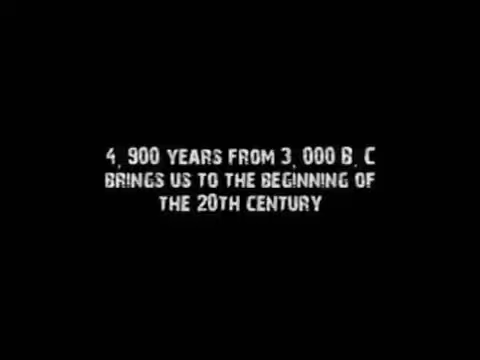 4, 900 YEARS FROM 3, 000 B. C
BRINGS US TO THE BEGINNING OF
THE 20TH CENTURY